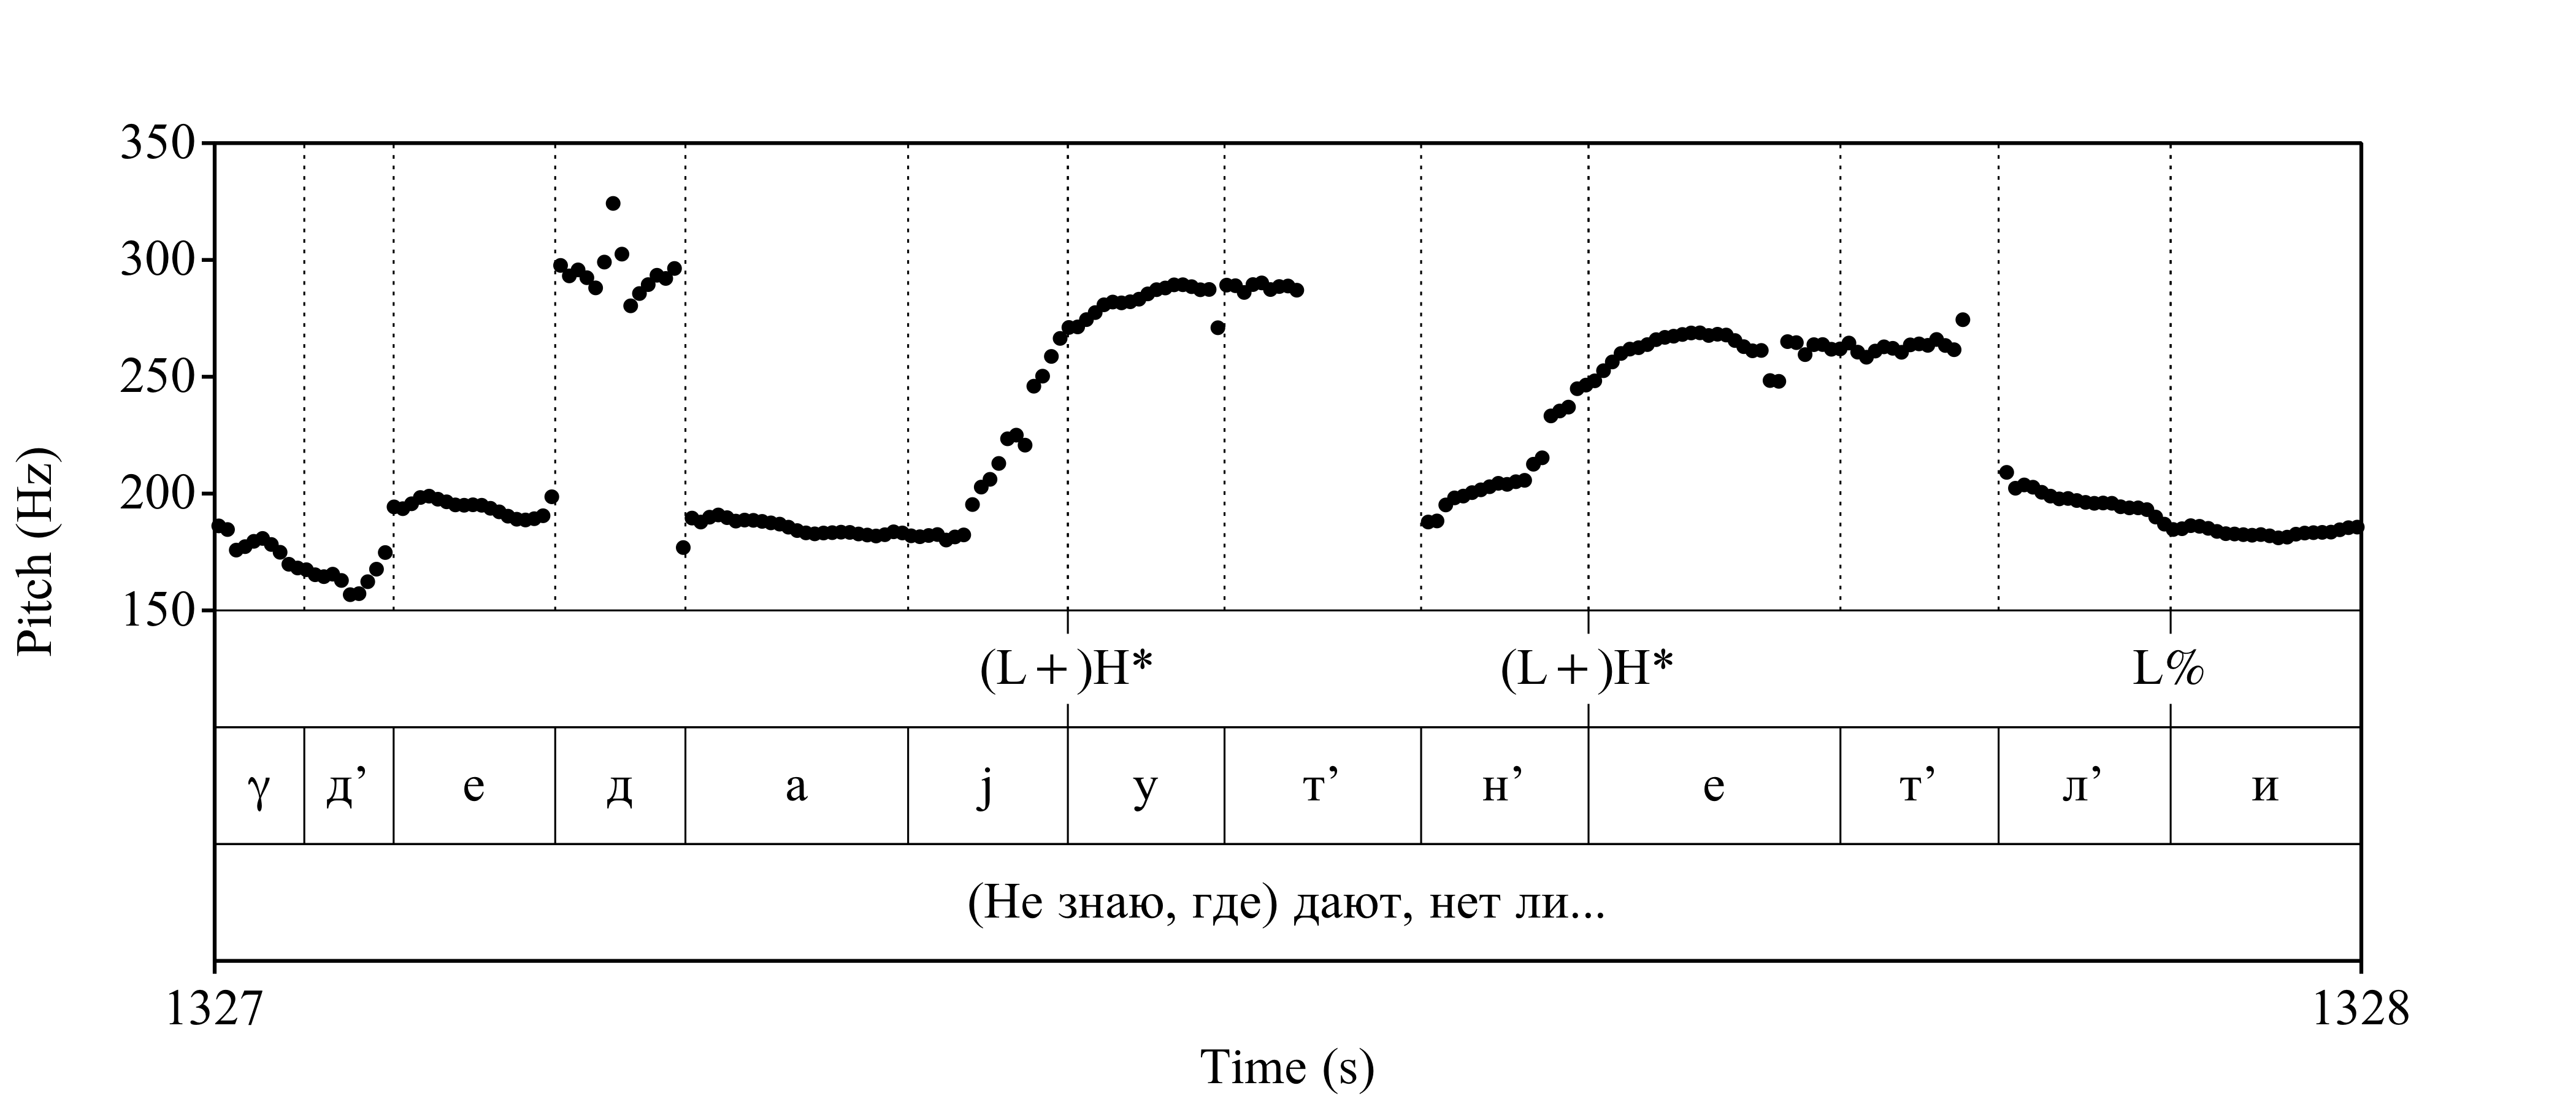 350
300
250
200
150
Pitch (Hz)
(L+)H* (L+)H* L%
γ д’ е д а j у т’ н’ е т’ л’ и
(Не знаю, где) дают, нет ли...
1327 1328
Time (s)